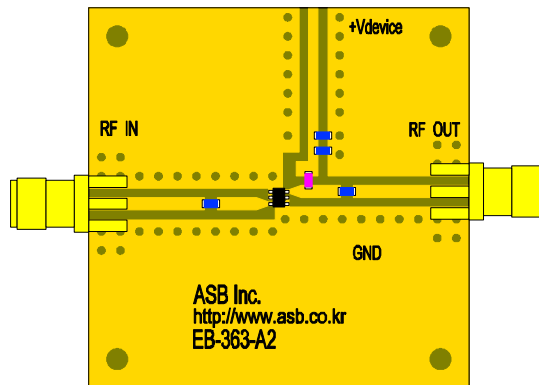 +Vdevice
RF IN
RF OUT
GND
ASB Inc.
http://www.asb.co.kr
EB-363-A2